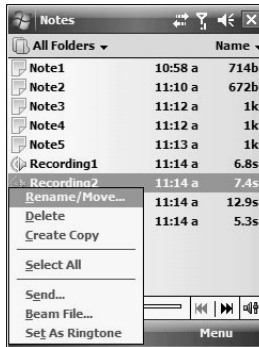 Notes
All Folders Name
Note1 10:58 a 714b
Note2 11:10 a 672b
Note3 11:12 a 1k
Note4 11:12 a 1k
Note5 11:13 a 1k
Recording1 11:14 a 6.8s
Recording2 11:14 a 7.4s
Rename/Move...
11:14 a 12.9s
Delete
11:14 a 5.3s
Create Copy
Select All
Send...
Beam File...
Set As Ringtone
Menu